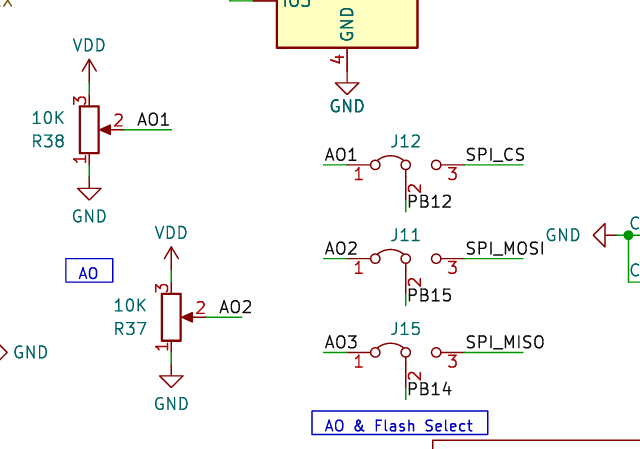 GND
4
GND
VDD
3
10K
R38
2
AO1
1
GND
AO
VDD
3
10K
R37
2
AO2
1
GND
GND
J12
AO1
1
2
3
SPI_CS
PB12
J11
AO2
1
2
3
SPI_MOSI
PB15
J15
AO3
1
2
3
SPI_MISO
PB14
AO & Flash Select
GND